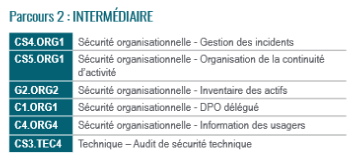 Parcours 2 : INTERMÉDIAIRE
CS4.ORG1 Sécurité organisationnelle - Gestion des incidents
CS5.ORG1 Sécurité organisationnelle - Organisation de la continuité
d'activité
G2.ORG2 Sécurité organisationnelle - Inventaire des actifs
C1.ORG1 Sécurité organisationnelle - DPO délégué
C4.ORG4 Sécurité organisationnelle - Information des usagers
CS3.TEC4 Technique – Audit de sécurité technique